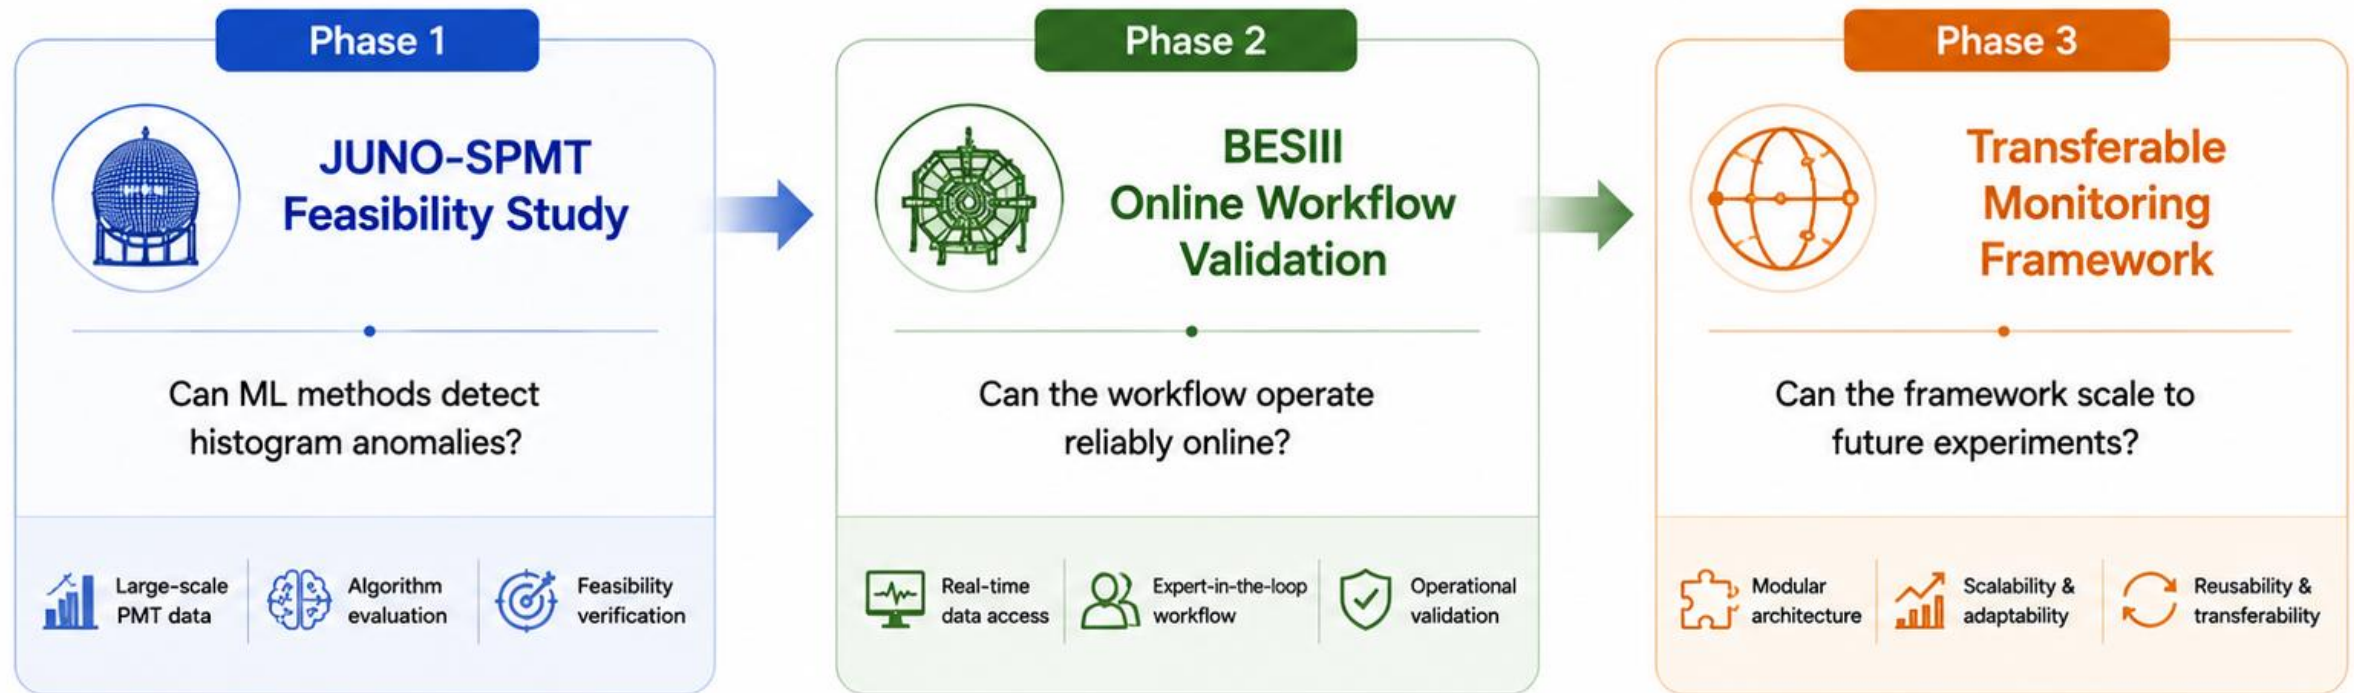 Phase 1
JUNO-SPMT
Feasibility Study
Can ML methods detect
histogram anomalies?
Large-scale
PMT data
Algorithm
evaluation
Feasibility
verification
Phase 2
BESIII
Online Workflow
Validation
Can the workflow operate
reliably online?
Real-time
data access
Expert-in-the-loop
workflow
Operational
validation
Phase 3
Transferable
Monitoring
Framework
Can the framework scale to
future experiments?
Modular
architecture
Scalability &
adaptability
Reusability &
transferability